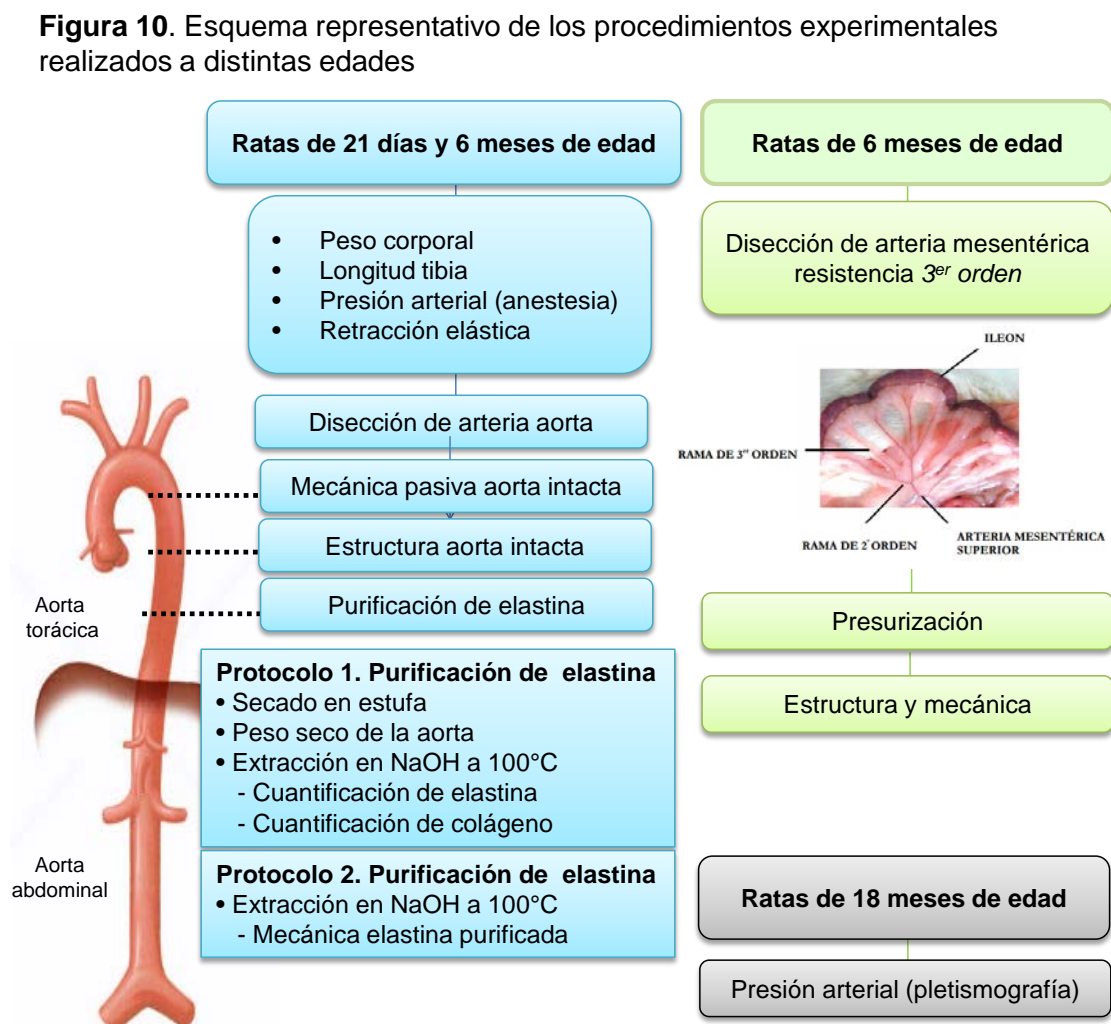 Figura 10. Esquema representativo de los procedimientos experimentales
realizados a distintas edades
Ratas de 21 días y 6 meses de edad
• Peso corporal
• Longitud tibia
• Presión arterial (anestesia)
• Retracción elástica
Disección de arteria aorta
Mecánica pasiva aorta intacta
Estructura aorta intacta
Purificación de elastina
Aorta
torácica
Protocolo 1. Purificación de elastina
• Secado en estufa
• Peso seco de la aorta
• Extracción en NaOH a 100°C
- Cuantificación de elastina
- Cuantificación de colágeno
Aorta
abdominal
Protocolo 2. Purificación de elastina
• Extracción en NaOH a 100°C
- Mecánica elastina purificada
Ratas de 6 meses de edad
Disección de arteria mesentérica
resistencia 3er orden
ILEON
RAMA DE 3er ORDEN
RAMA DE 2º ORDEN
ARTERIA MESENTÉRICA
SUPERIOR
Presurización
Estructura y mecánica
Ratas de 18 meses de edad
Presión arterial (pletismografía)